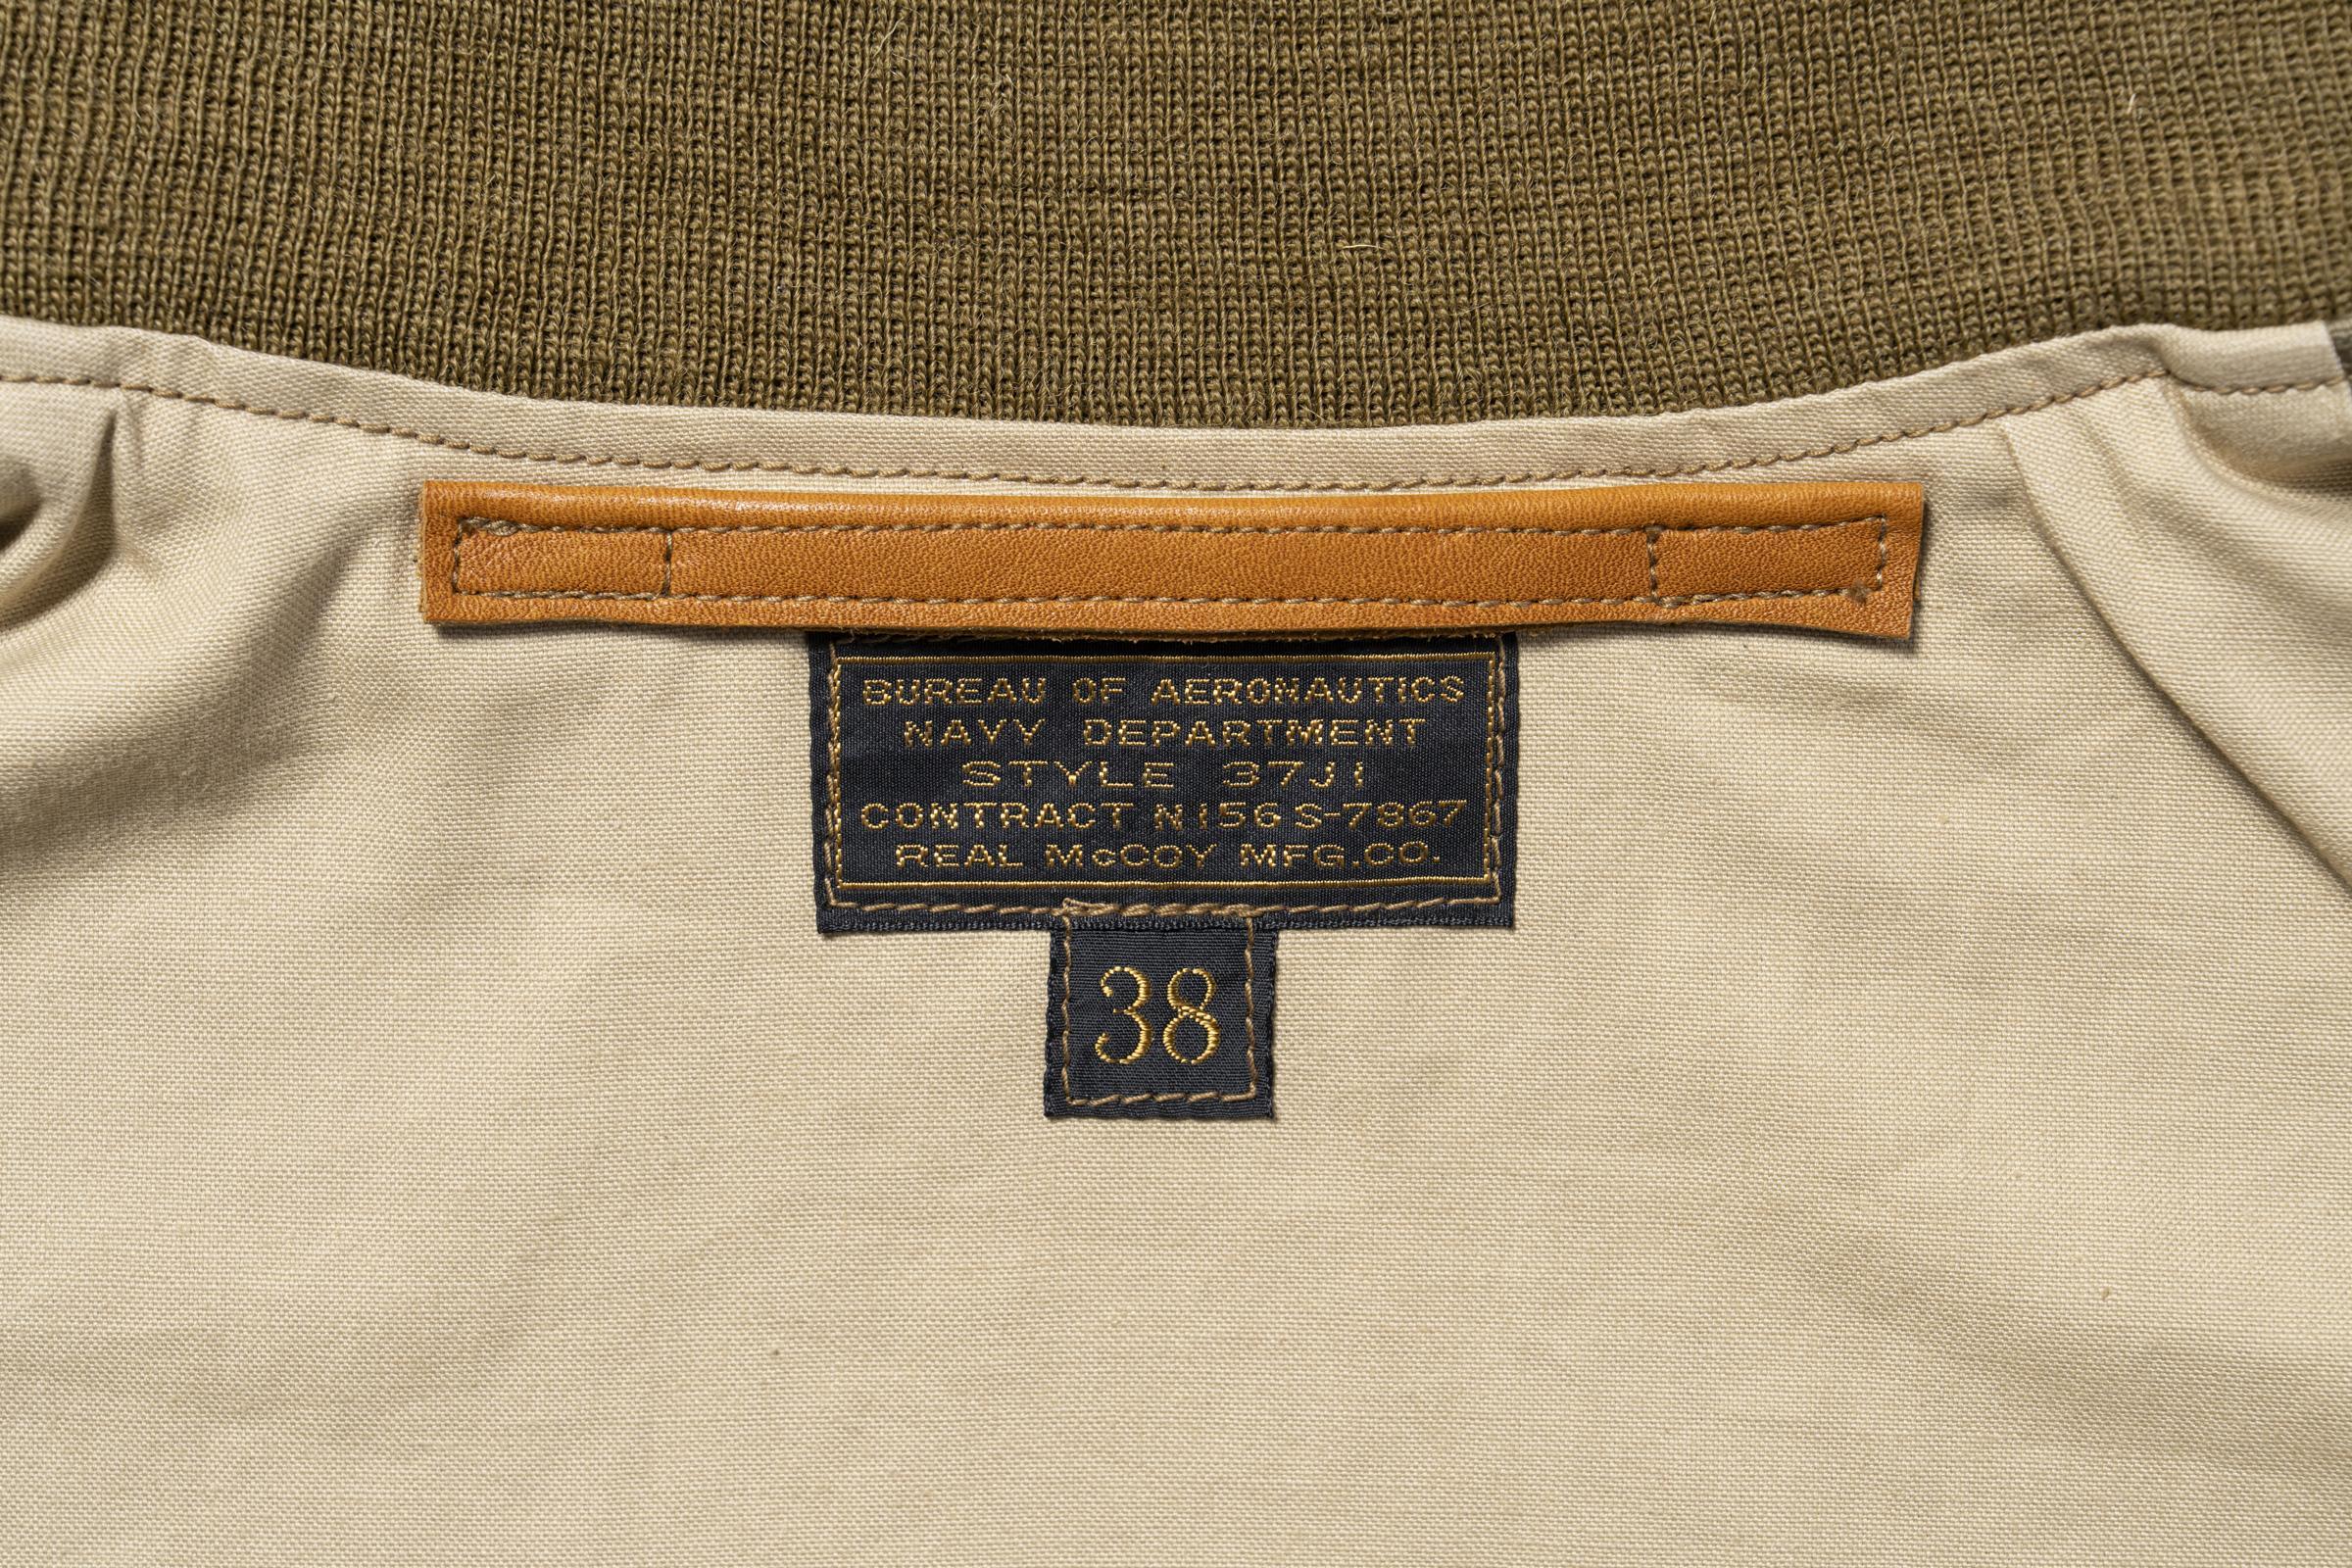 BUREAU OF AERONAUTICS
NAVY DEPARTMENT
STYLE 37J1
CONTRACT N156S-7867
REAL McCOY MFG.CO.
38